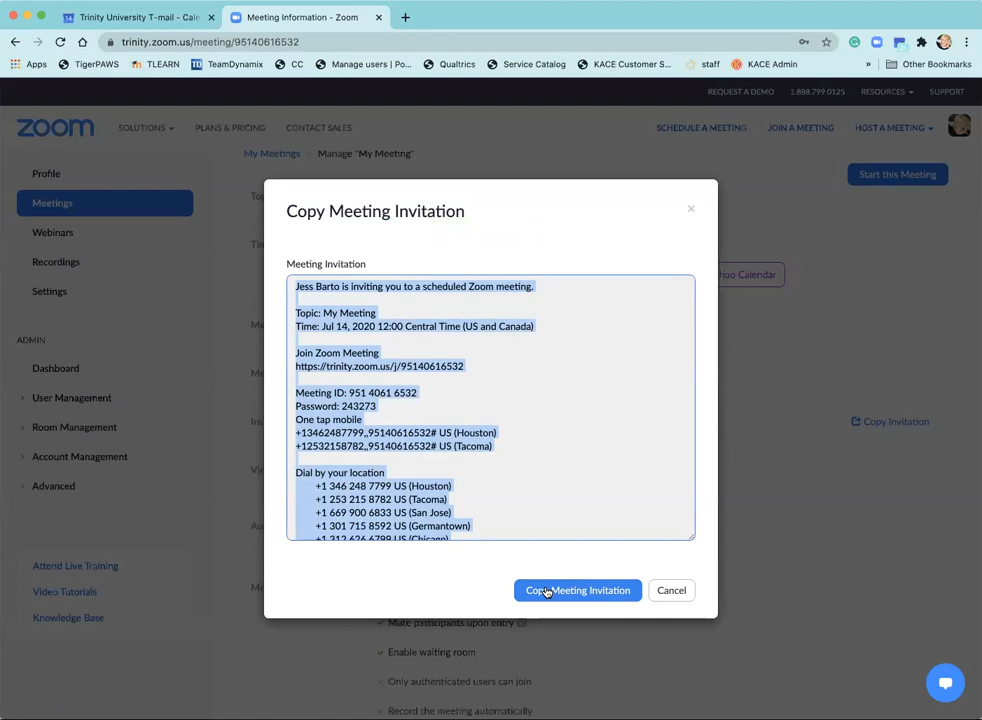 Trinity University T-mail - Cale
Meeting Information - Zoom
trinity.zoom.us/meeting/95140616532
Apps TigerPAWS TLEARN TeamDynamix CC Manage users | Po... Qualtrics Service Catalog KACE Customer S... staff KACE Admin » Other Bookmarks
REQUEST A DEMO 1.888.799.0125 RESOURCES SUPPORT
zoom SOLUTIONS PLANS & PRICING CONTACT SALES SCHEDULE A MEETING JOIN A MEETING HOST A MEETING
My Meetings > Manage "My Meeting"
Start this Meeting
Profile
Meetings
Webinars
Recordings
Settings
ADMIN
Dashboard
User Management
Room Management
Account Management
Advanced
Attend Live Training
Video Tutorials
Knowledge Base
Copy Meeting Invitation
Meeting Invitation
Jess Barto is inviting you to a scheduled Zoom meeting.
Topic: My Meeting
Time: Jul 14, 2020 12:00 Central Time (US and Canada)
Join Zoom Meeting
https://trinity.zoom.us/j/95140616532
Meeting ID: 951 4061 6532
Password: 243273
One tap mobile
+13462487799,,95140616532# US (Houston)
+12532158782,,95140616532# US (Tacoma)
Dial by your location
+1 346 248 7799 US (Houston)
+1 253 215 8782 US (Tacoma)
+1 669 900 6833 US (San Jose)
+1 301 715 8592 US (Germantown)
+1 312 626 6799 US (Chicago)
Copy Meeting Invitation Cancel
hoo Calendar
Copy Invitation
Mute participants upon entry
Enable waiting room
Only authenticated users can join
Record the meeting automatically